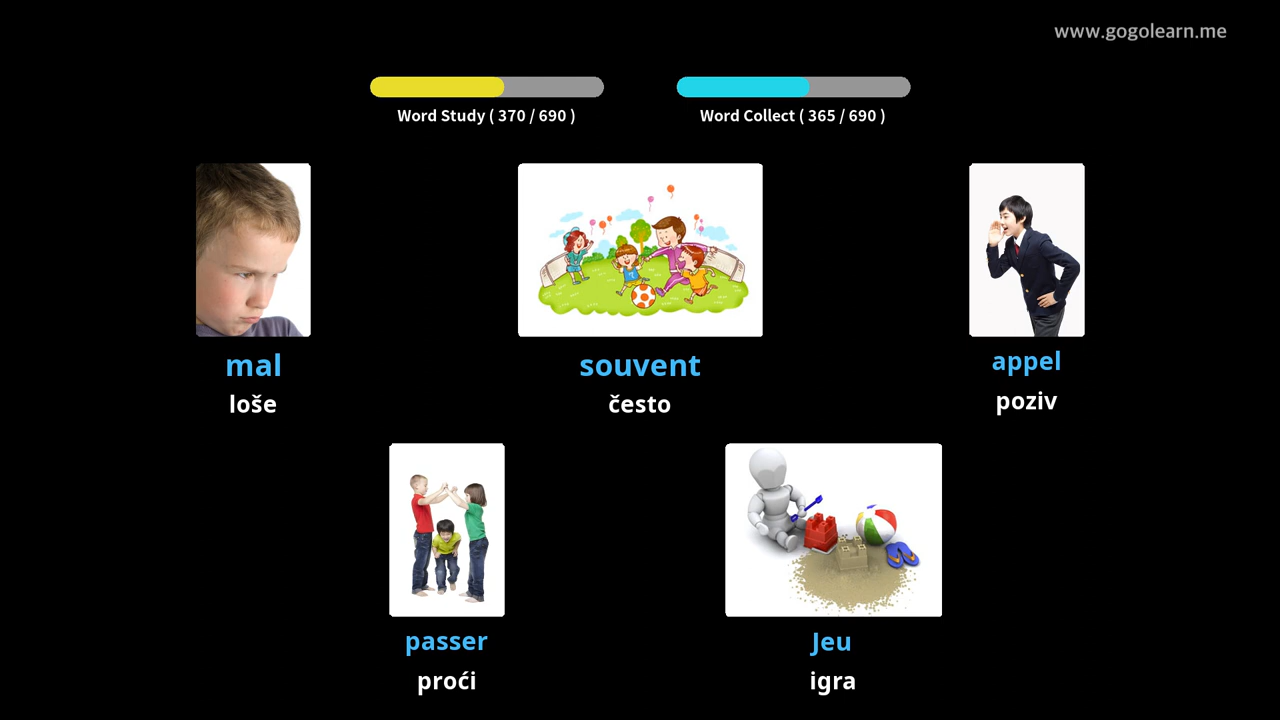 www.gogolearn.me
Word Study ( 370 / 690 )
Word Collect ( 365 / 690 )
mal
loše
souvent
često
appel
poziv
passer
proći
Jeu
igra